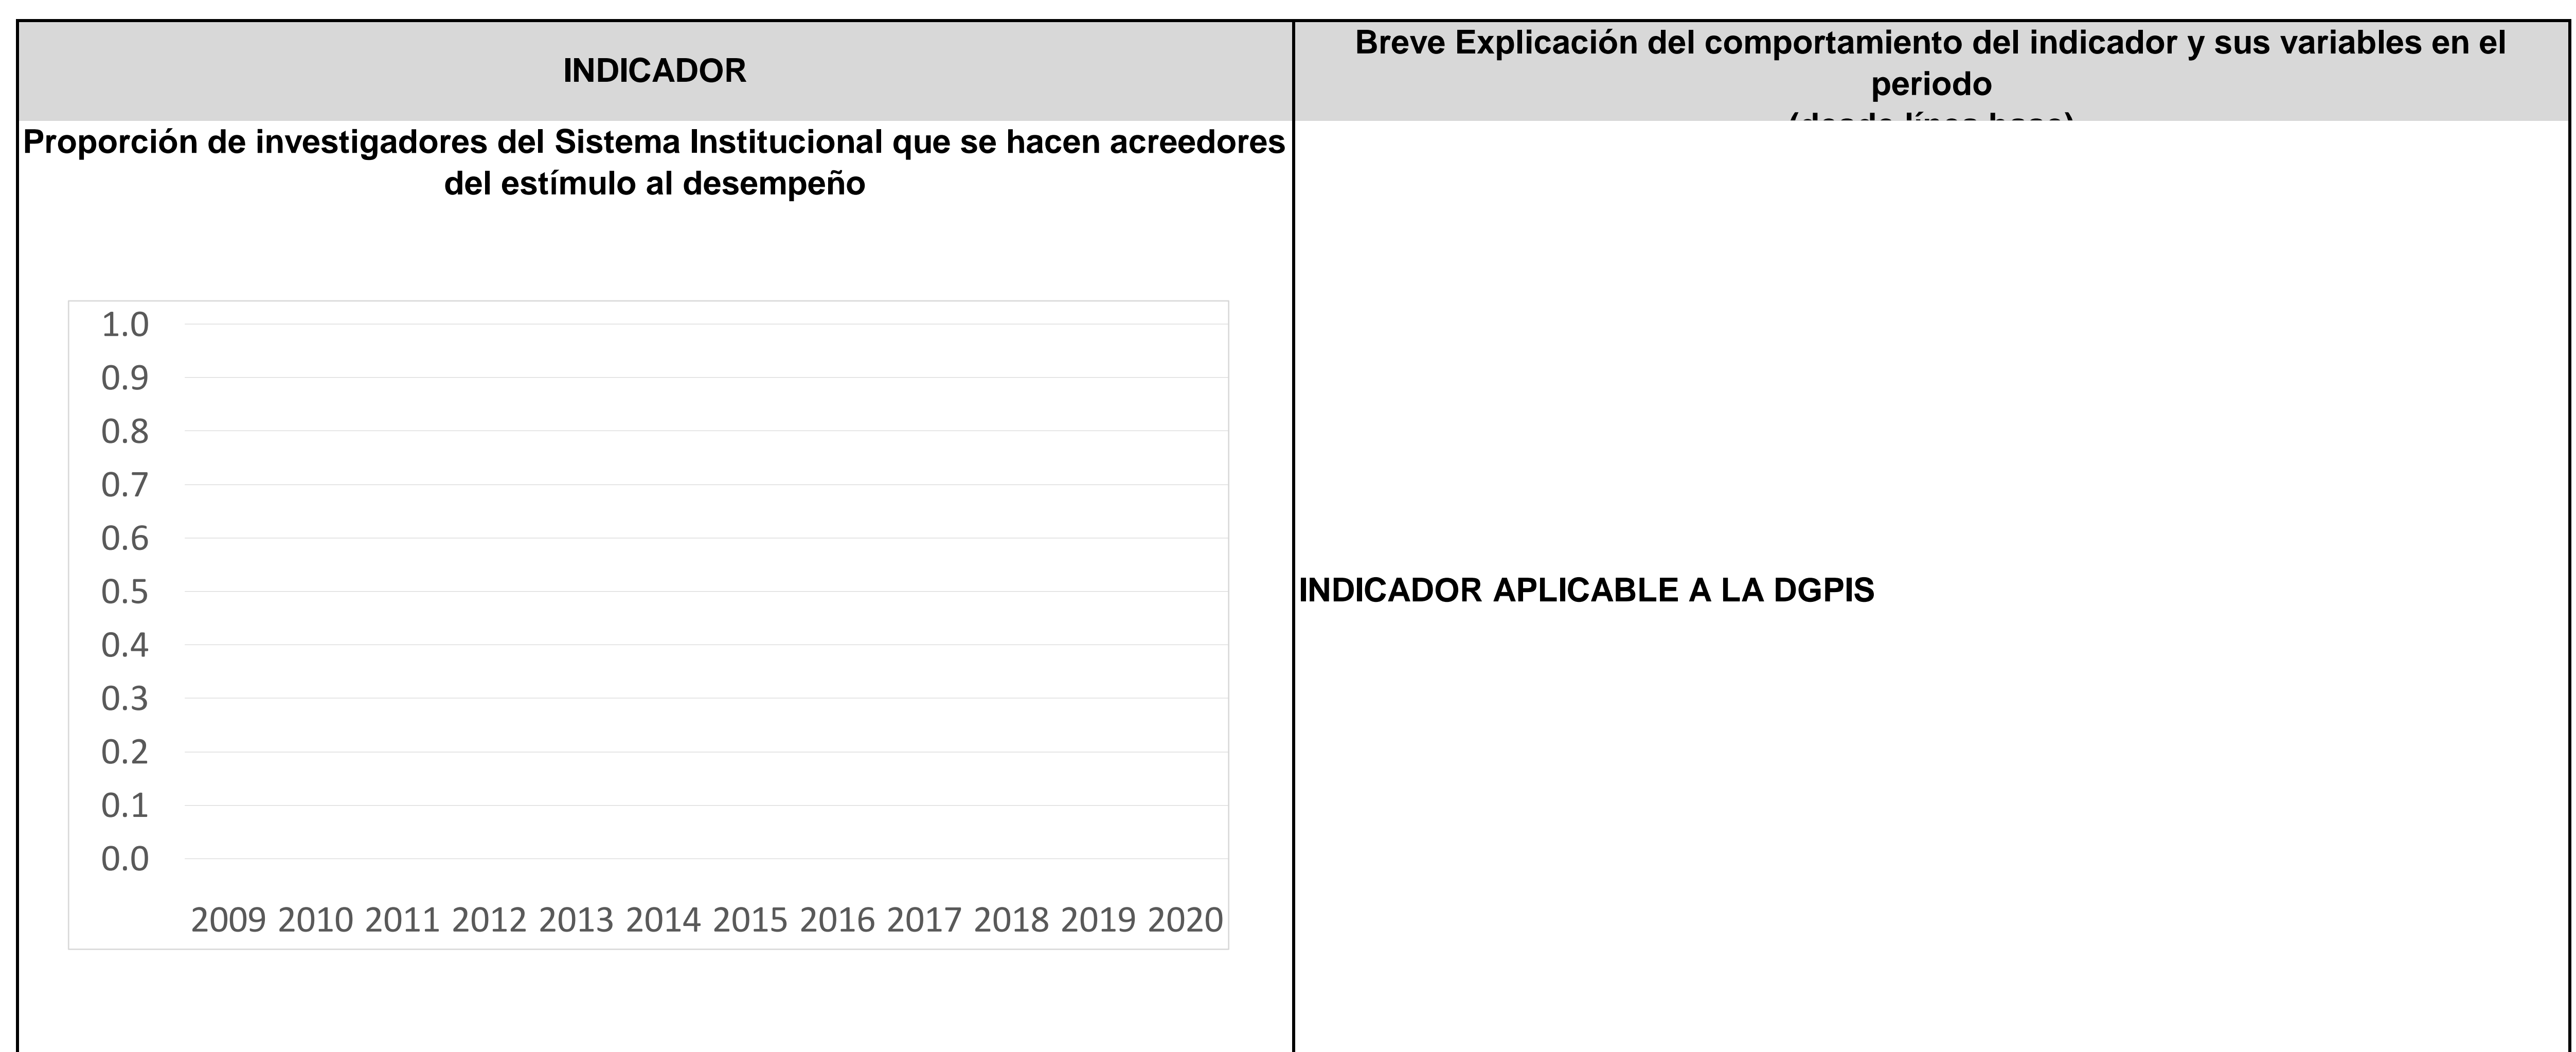 INDICADOR
Breve Explicación del comportamiento del indicador y sus variables en el
periodo
(desde línea base)
Proporción de investigadores del Sistema Institucional que se hacen acreedores
del estímulo al desempeño
1.0
0.9
0.8
0.7
0.6
0.5
0.4
0.3
0.2
0.1
0.0
2009 2010 2011 2012 2013 2014 2015 2016 2017 2018 2019 2020
INDICADOR APLICABLE A LA DGPIS